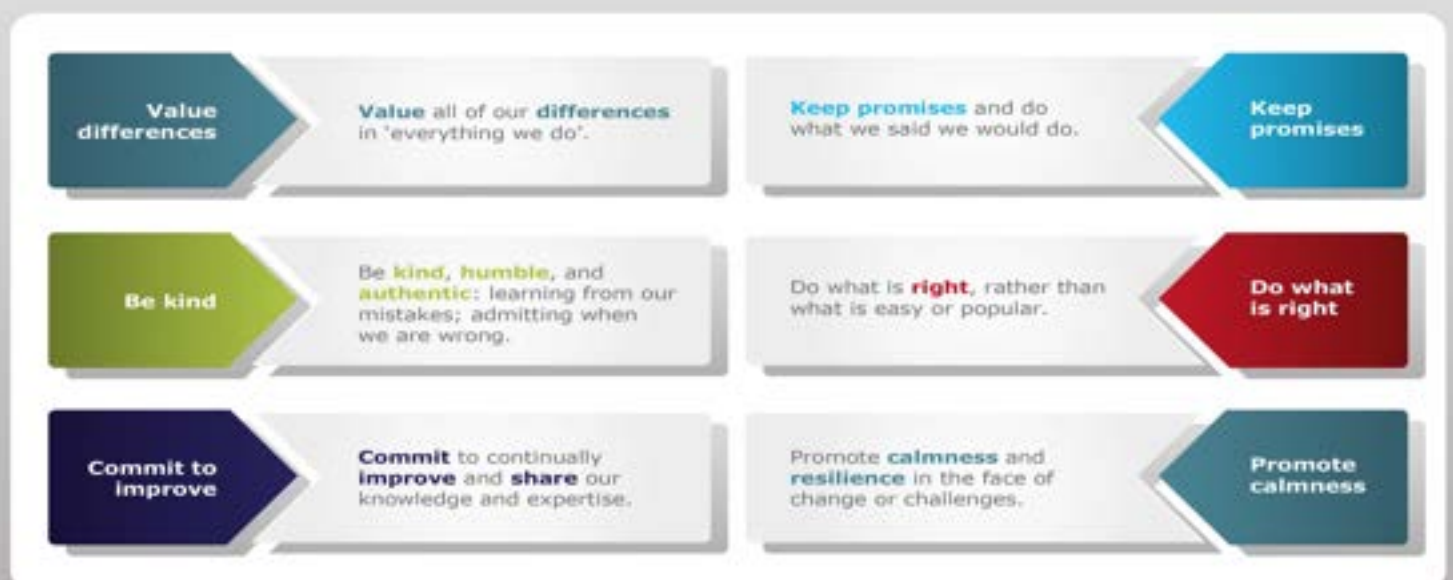 Value
differences
Value all of our differences
in 'everything we do'.
Keep promises and do
what we said we would do.
Keep
promises
Be kind
Be kind, humble, and
authentic: learning from our
mistakes; admitting when
we are wrong.
Do what is right, rather than
what is easy or popular.
Do what
is right
Commit to
improve
Commit to continually
improve and share our
knowledge and expertise.
Promote calmness and
resilience in the face of
change or challenges.
Promote
calmness